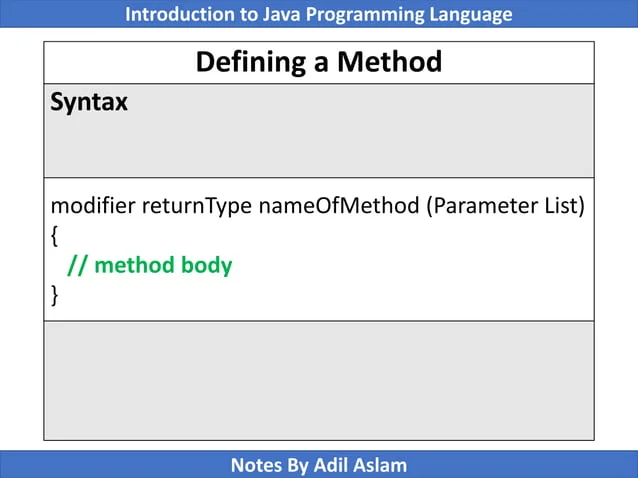 Introduction to Java Programming Language
Defining a Method
Syntax
modifier returnType nameOfMethod (Parameter List)
{
// method body
}
Notes By Adil Aslam